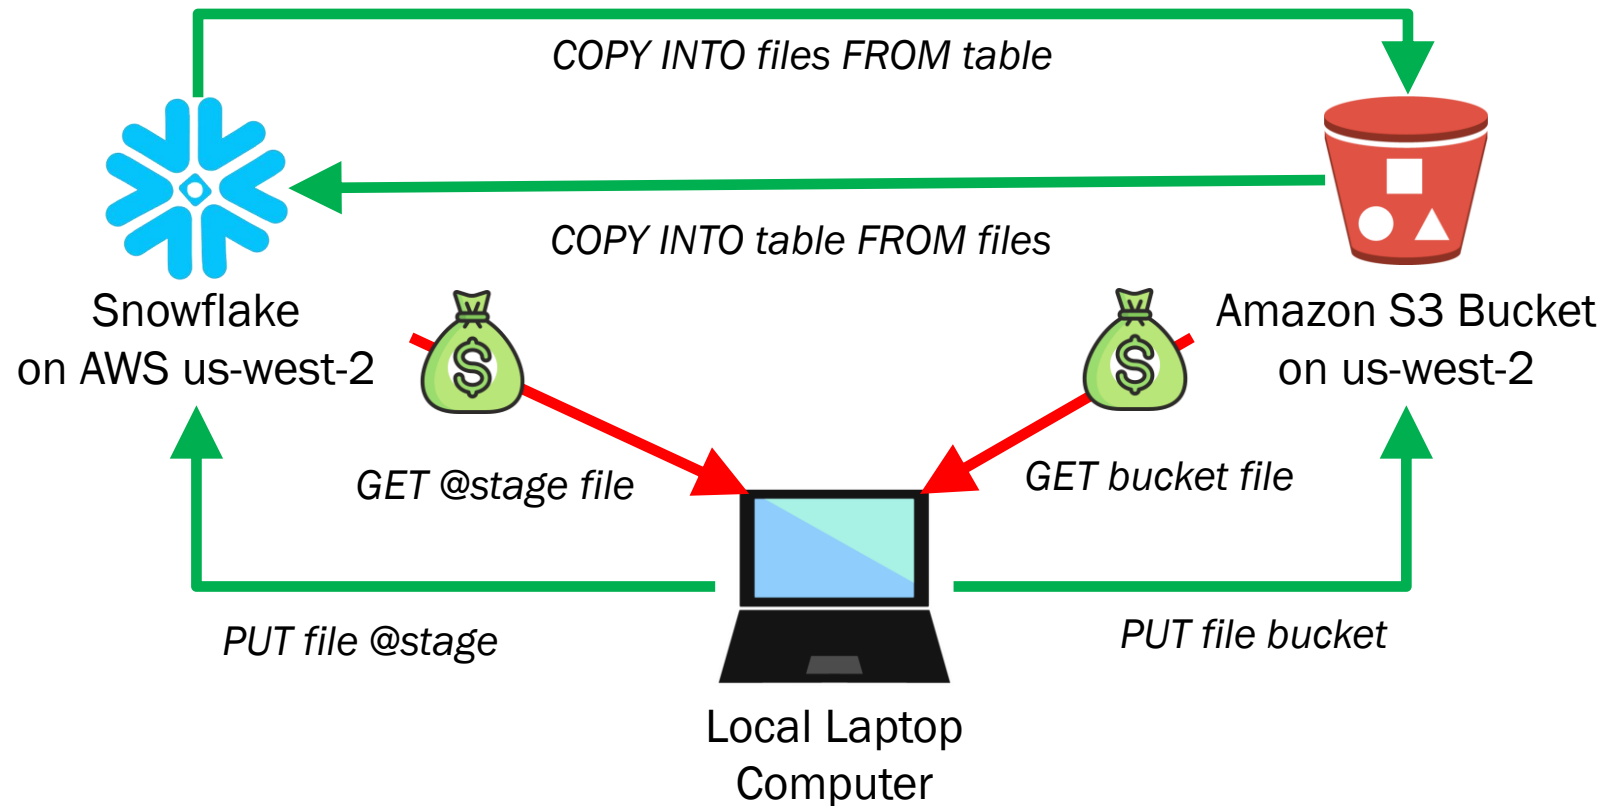 COPY INTO files FROM table
COPY INTO table FROM files
Snowflake
on AWS us-west-2
$
$
Amazon S3 Bucket
on us-west-2
GET @stage file
GET bucket file
PUT file @stage
PUT file bucket
Local Laptop
Computer